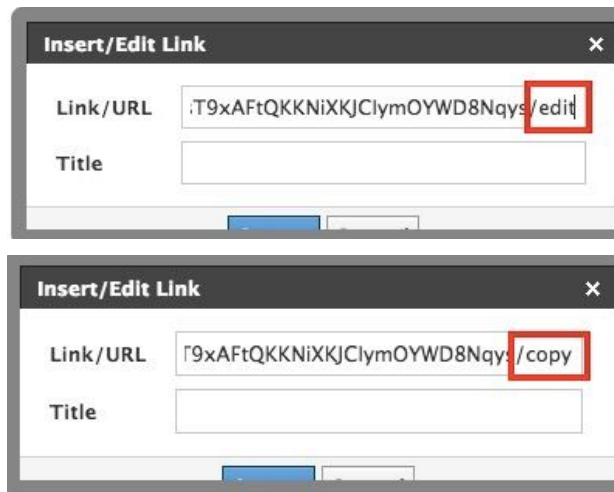 Insert/Edit Link ×
Link/URL :T9xAFtQKKNiXKJClymOYWD8Nqys/edit
Title
Insert/Edit Link ×
Link/URL T9xAFtQKKNiXKJClymOYWD8Nqys/copy
Title